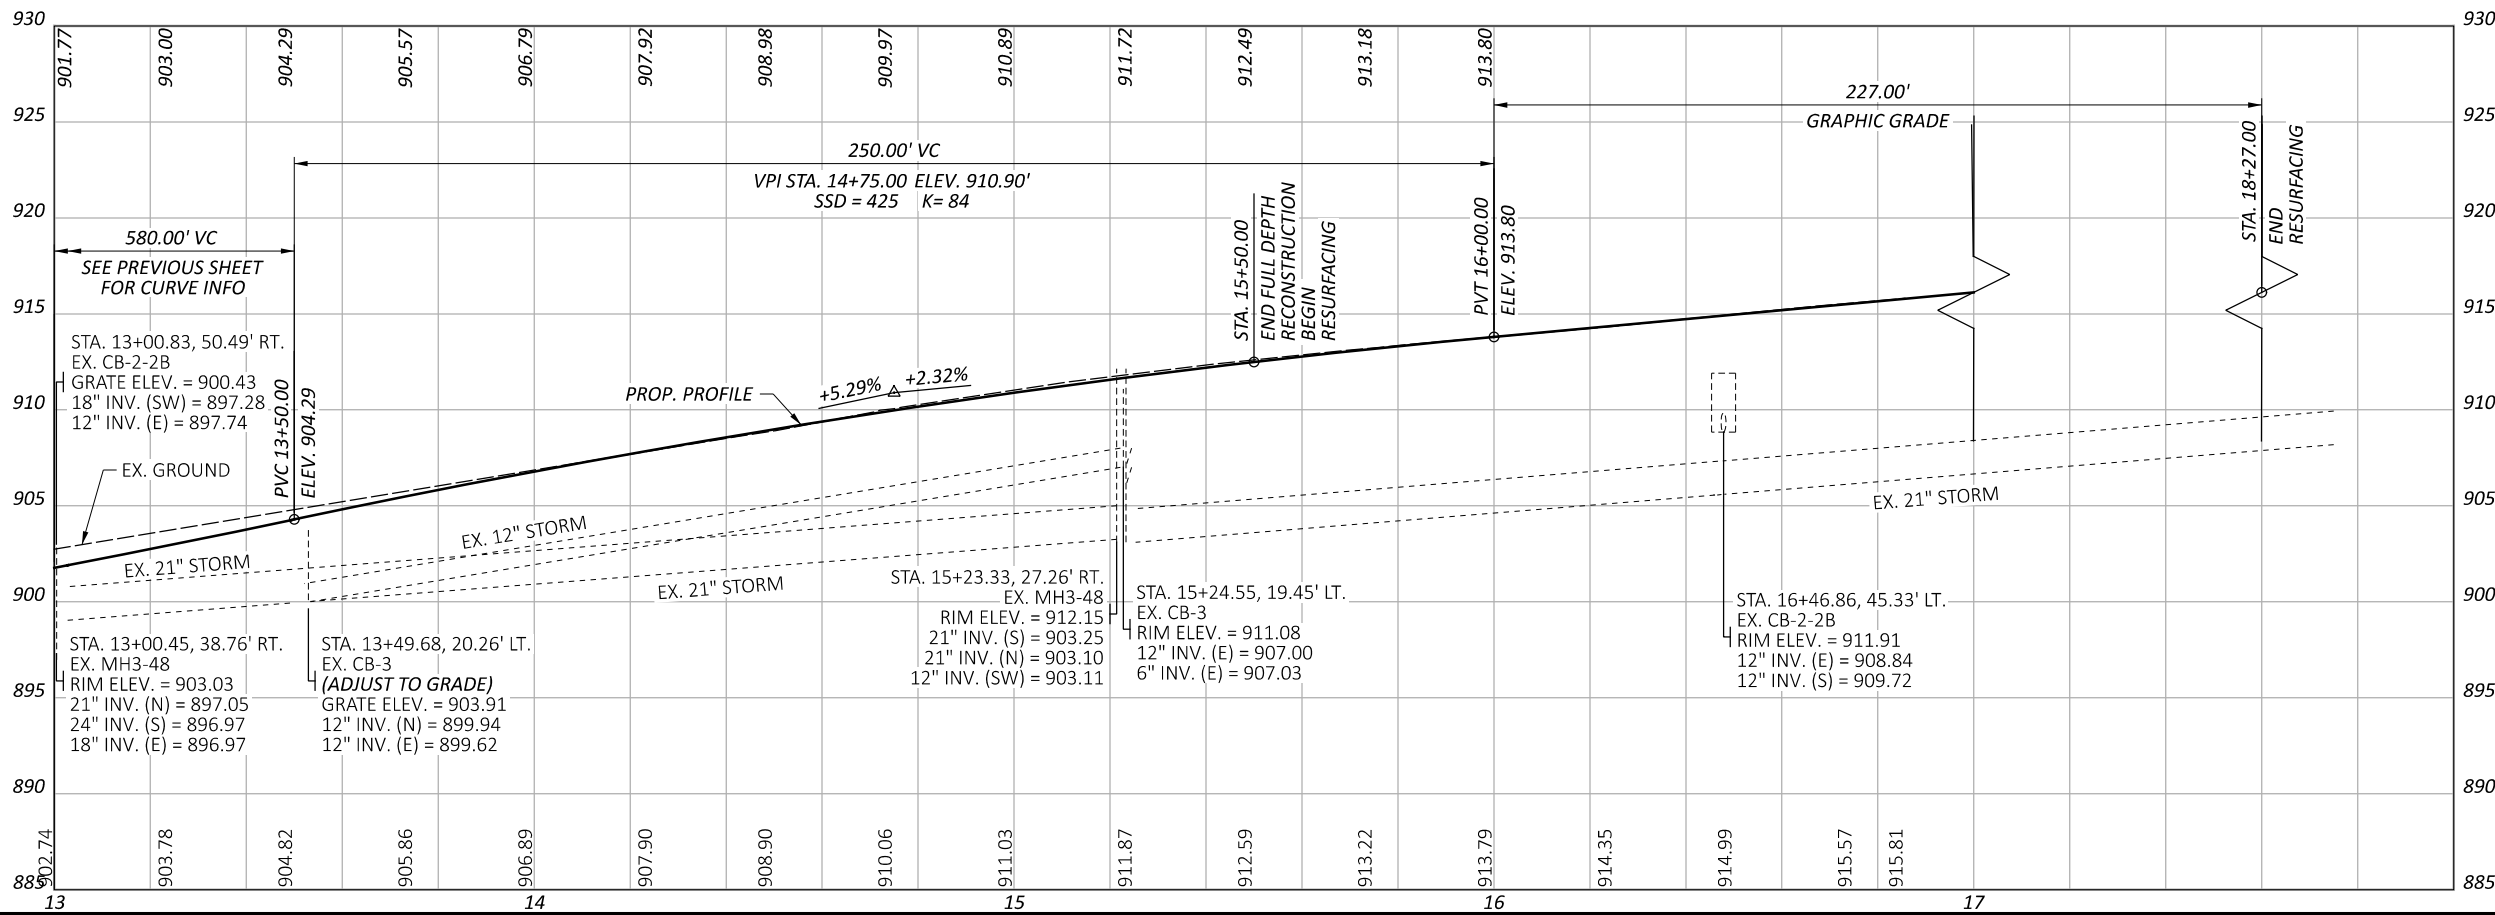 930
930
901.77
903.00
904.29
905.57
906.79
907.92
908.98
909.97
910.89
911.72
912.49
913.18
913.80
227.00'
GRAPHIC GRADE
925
925
250.00' VC
VPI STA. 14+75.00 ELEV. 910.90'
SSD = 425 K= 84
STA. 15+50.00
END FULL DEPTH
RECONSTRUCTION
BEGIN
RESURFACING
PVT 16+00.00
ELEV. 913.80
STA. 18+27.00
END
RESURFACING
920
920
580.00' VC
SEE PREVIOUS SHEET
FOR CURVE INFO
915
915
STA. 13+00.83, 50.49' RT.
EX. CB-2-2B
GRATE ELEV. = 900.43
18" INV. (SW) = 897.28
12" INV. (E) = 897.74
PVC 13+50.00
ELEV. 904.29
PROP. PROFILE
+5.29%
+2.32%
910
910
EX. GROUND
905
905
EX. 12" STORM
EX. 21" STORM
EX. 21" STORM
EX. 21" STORM
900
900
STA. 13+00.45, 38.76' RT.
EX. MH3-48
RIM ELEV. = 903.03
21" INV. (N) = 897.05
24" INV. (S) = 896.97
18" INV. (E) = 896.97
STA. 13+49.68, 20.26' LT.
EX. CB-3
(ADJUST TO GRADE)
GRATE ELEV. = 903.91
12" INV. (N) = 899.94
12" INV. (E) = 899.62
STA. 15+23.33, 27.26' RT.
EX. MH3-48
RIM ELEV. = 912.15
21" INV. (S) = 903.25
21" INV. (N) = 903.10
12" INV. (SW) = 903.11
STA. 15+24.55, 19.45' LT.
EX. CB-3
RIM ELEV. = 911.08
12" INV. (E) = 907.00
6" INV. (E) = 907.03
STA. 16+46.86, 45.33' LT.
EX. CB-2-2B
RIM ELEV. = 911.91
12" INV. (E) = 908.84
12" INV. (S) = 909.72
895
895
890
890
902.74
903.78
904.82
905.86
906.89
907.90
908.90
910.06
911.03
911.87
912.59
913.22
913.79
914.35
914.99
915.57
915.81
885
885
13
14
15
16
17